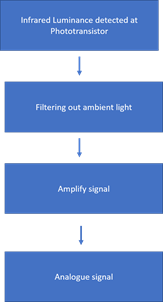 Infrared Luminance detected at
Phototransistor
Filtering out ambient light
Amplify signal
Analogue signal